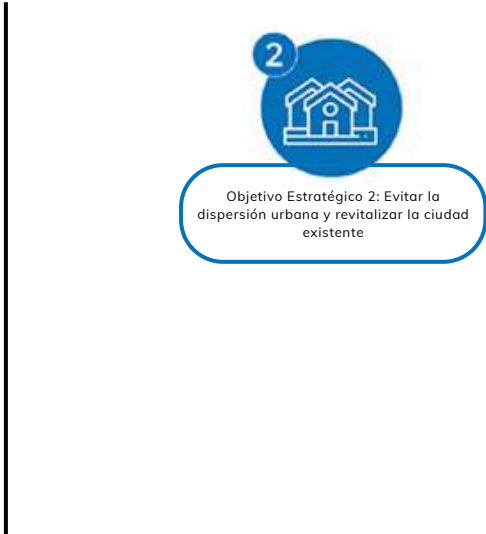 2
Objetivo Estratégico 2: Evitar la
dispersión urbana y revitalizar la ciudad
existente